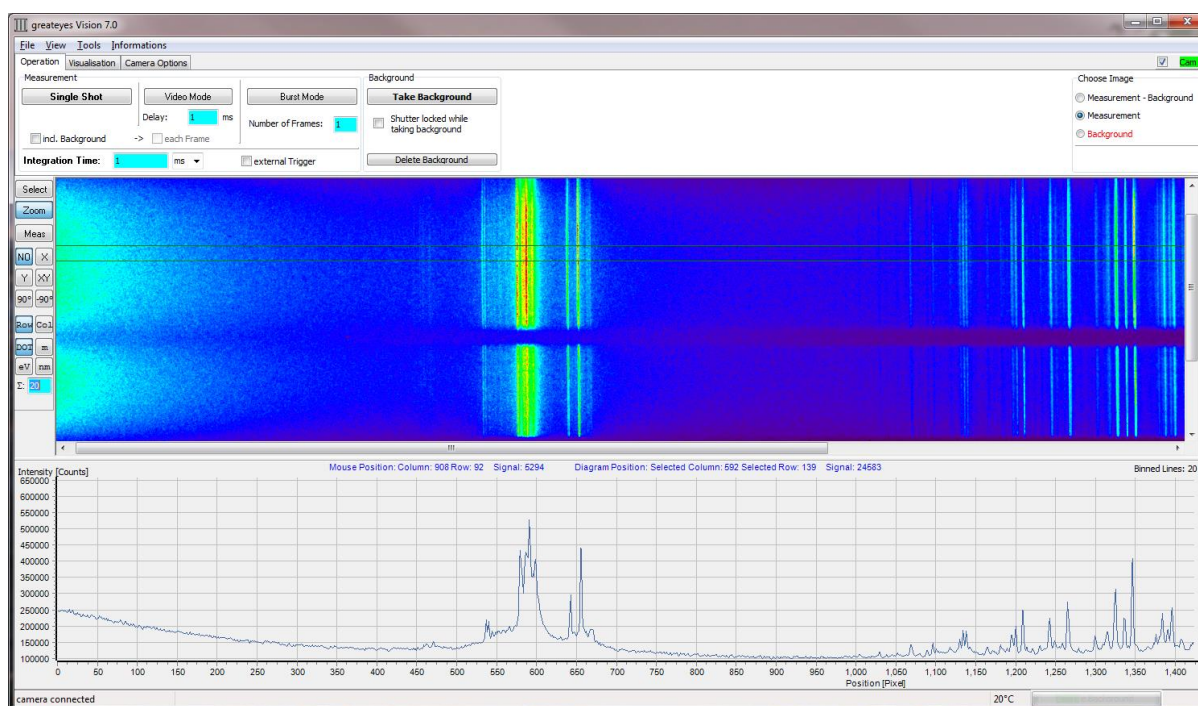 greateyes Vision 7.0
File View Tools Informations
Operation Visualisation Camera Options
Cam
Measurement
Single Shot Video Mode Burst Mode
Delay: 1 ms
Number of Frames: 1
incl. Background -> each Frame
Integration Time: 1 ms external Trigger
Background
Take Background
Shutter locked while
taking background
Delete Background
Choose Image
Measurement - Background
Measurement
Background
Select
Zoom
Meas
NO X
Y XY
90° -90°
Row Col
DOT m
eV nm
Σ: 20
Intensity [Counts]
Mouse Position: Column: 908 Row: 92 Signal: 5294 Diagram Position: Selected Column: 592 Selected Row: 139 Signal: 24683
Binned Lines: 20
650000
600000
550000
500000
450000
400000
350000
300000
250000
200000
150000
100000
0 50 100 150 200 250 300 350 400 450 500 550 600 650 700 750 800 850 900 950 1,000 1,050 1,100 1,150 1,200 1,250 1,300 1,350 1,400
Position [Pixel]
camera connected
20°C